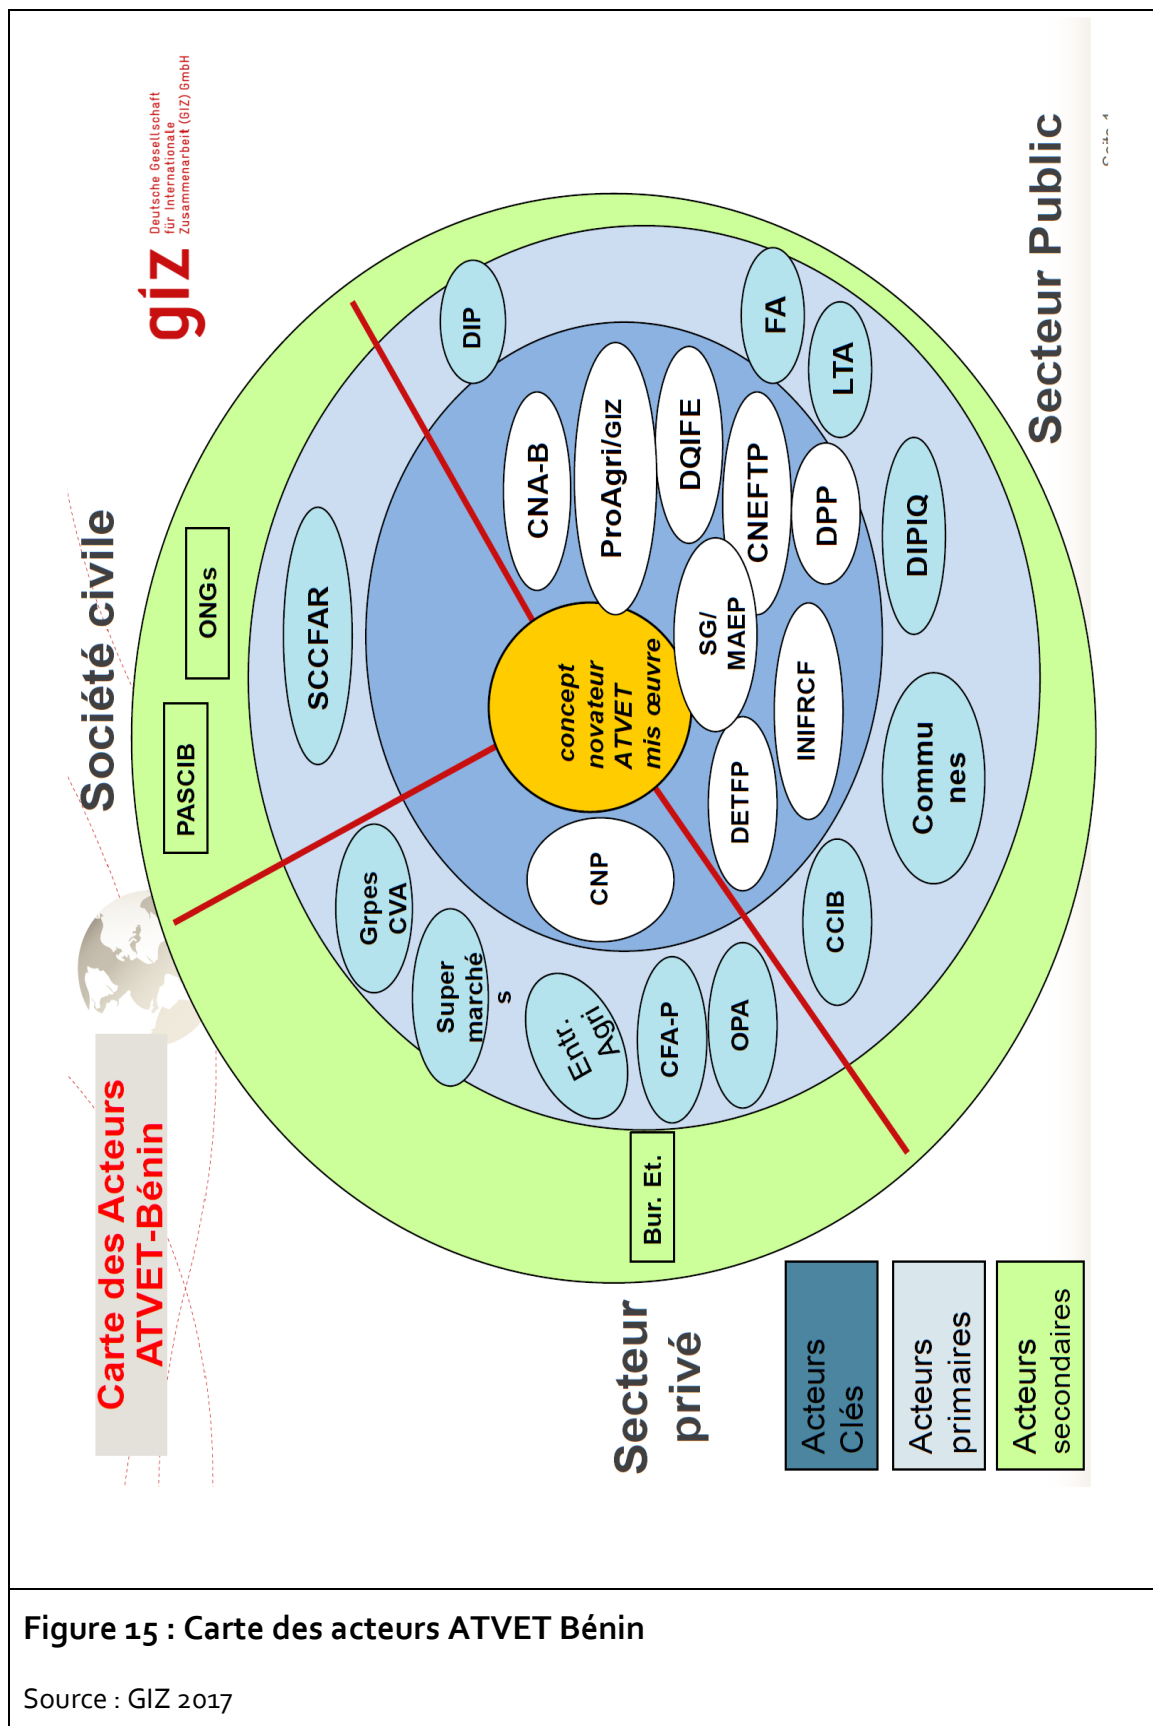 Carte des Acteurs
ATVET-Bénin
giz
Deutsche Gesellschaft
für Internationale
Zusammenarbeit (GIZ) GmbH
Société civile
PASCIB
ONGs
SCCFAR
Grpes
CVA
Super
marché
s
Entr.
Agri
CFA-P
OPA
Bur. Et.
CNP
Secteur
privé
concept
novateur
ATVET
mis œuvre
DIP
CNA-B
ProAgri/GIZ
DQIFE
CNEFTP
DPP
SG/
MAEP
INIFRCF
DETFP
FA
LTA
DIPIQ
Commu
nes
CCIB
Secteur Public
Acteurs
Clés
Acteurs
primaires
Acteurs
secondaires
Figure 15 : Carte des acteurs ATVET Bénin
Source : GIZ 2017